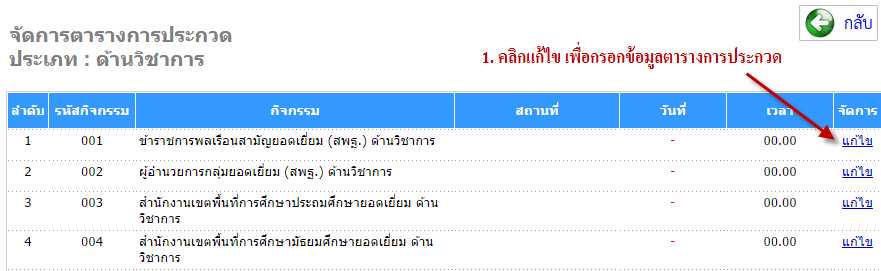 กลับ
จัดการตารางการประกวด
ประเภท : ด้านวิชาการ
1. คลิกแก้ไข เพื่อกรอกข้อมูลตารางการประกวด
ลำดับ รหัสกิจกรรม กิจกรรม สถานที่ วันที่ เวลา จัดการ
1 001 ข้าราชการพลเรือนสามัญยอดเยี่ยม (สพฐ.) ด้านวิชาการ - 00.00 แก้ไข
2 002 ผู้อำนวยการกลุ่มยอดเยี่ยม (สพฐ.) ด้านวิชาการ - 00.00 แก้ไข
3 003 สำนักงานเขตพื้นที่การศึกษาประถมศึกษายอดเยี่ยม ด้าน - 00.00 แก้ไข
วิชาการ
4 004 สำนักงานเขตพื้นที่การศึกษามัธยมศึกษายอดเยี่ยม ด้าน - 00.00 แก้ไข
วิชาการ